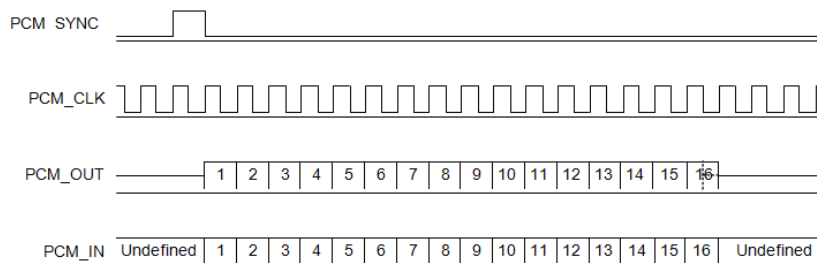 PCM SYNC
PCM_CLK
PCM_OUT 1 2 3 4 5 6 7 8 9 10 11 12 13 14 15 16
PCM_IN Undefined 1 2 3 4 5 6 7 8 9 10 11 12 13 14 15 16 Undefined